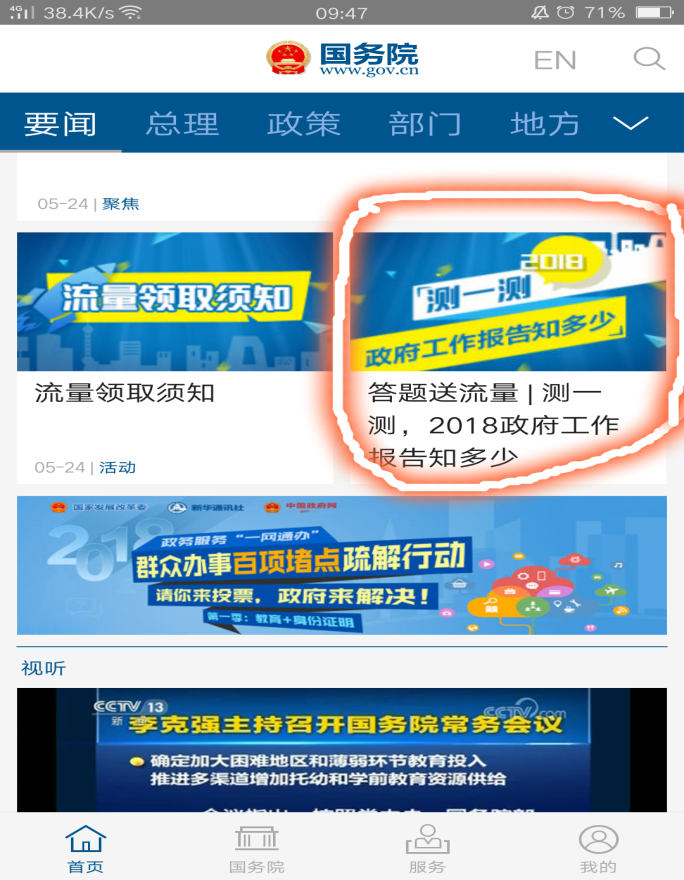 4G 38.4K/s 09:47 71%
国务院
www.gov.cn
EN
要闻 总理 政策 部门 地方
05-24 | 聚焦
流量领取须知
2018
「测一测
政府工作报告知多少」
流量领取须知
答题送流量 | 测一
测，2018政府工作
报告知多少
05-24 | 活动
国家发展改革委 新华通讯社 中国政府网
2018
政务服务“一网通办”
群众办事百项堵点疏解行动
请你来投票，政府来解决！
第一季：教育+身份证明
视听
CCTV 13
新
CCTV.com
李克强主持召开国务院常务会议
确定加大困难地区和薄弱环节教育投入
推进多渠道增加托幼和学前教育资源供给
首页 国务院 服务 我的